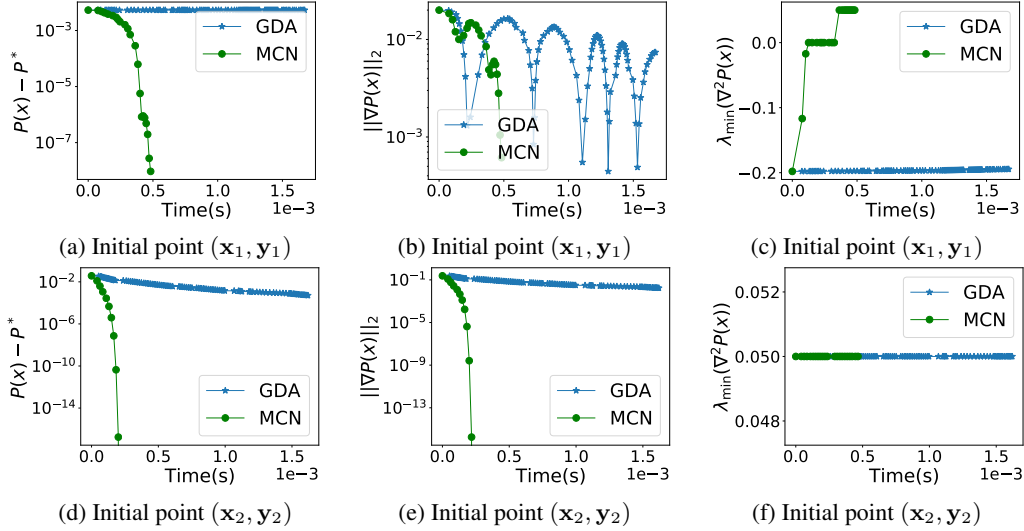 10⁻³
10⁻⁵
10⁻⁷
P(x) − P*
GDA
MCN
0.0 0.5 1.0 1.5
Time(s)
1e−3
(a) Initial point (x₁, y₁)
10⁻²
10⁻³
||∇P(x)||₂
GDA
MCN
0.0 0.5 1.0 1.5
Time(s)
1e−3
(b) Initial point (x₁, y₁)
0.0
−0.1
−0.2
λmin(∇²P(x))
GDA
MCN
0.0 0.5 1.0 1.5
Time(s)
1e−3
(c) Initial point (x₁, y₁)
10⁻²
10⁻⁶
10⁻¹⁰
10⁻¹⁴
P(x) − P*
GDA
MCN
0.0 0.5 1.0 1.5
Time(s)
1e−3
(d) Initial point (x₂, y₂)
10⁻¹
10⁻⁵
10⁻⁹
10⁻¹³
||∇P(x)||₂
GDA
MCN
0.0 0.5 1.0 1.5
Time(s)
1e−3
(e) Initial point (x₂, y₂)
0.052
0.050
0.048
λmin(∇²P(x))
GDA
MCN
0.0 0.5 1.0 1.5
Time(s)
1e−3
(f) Initial point (x₂, y₂)